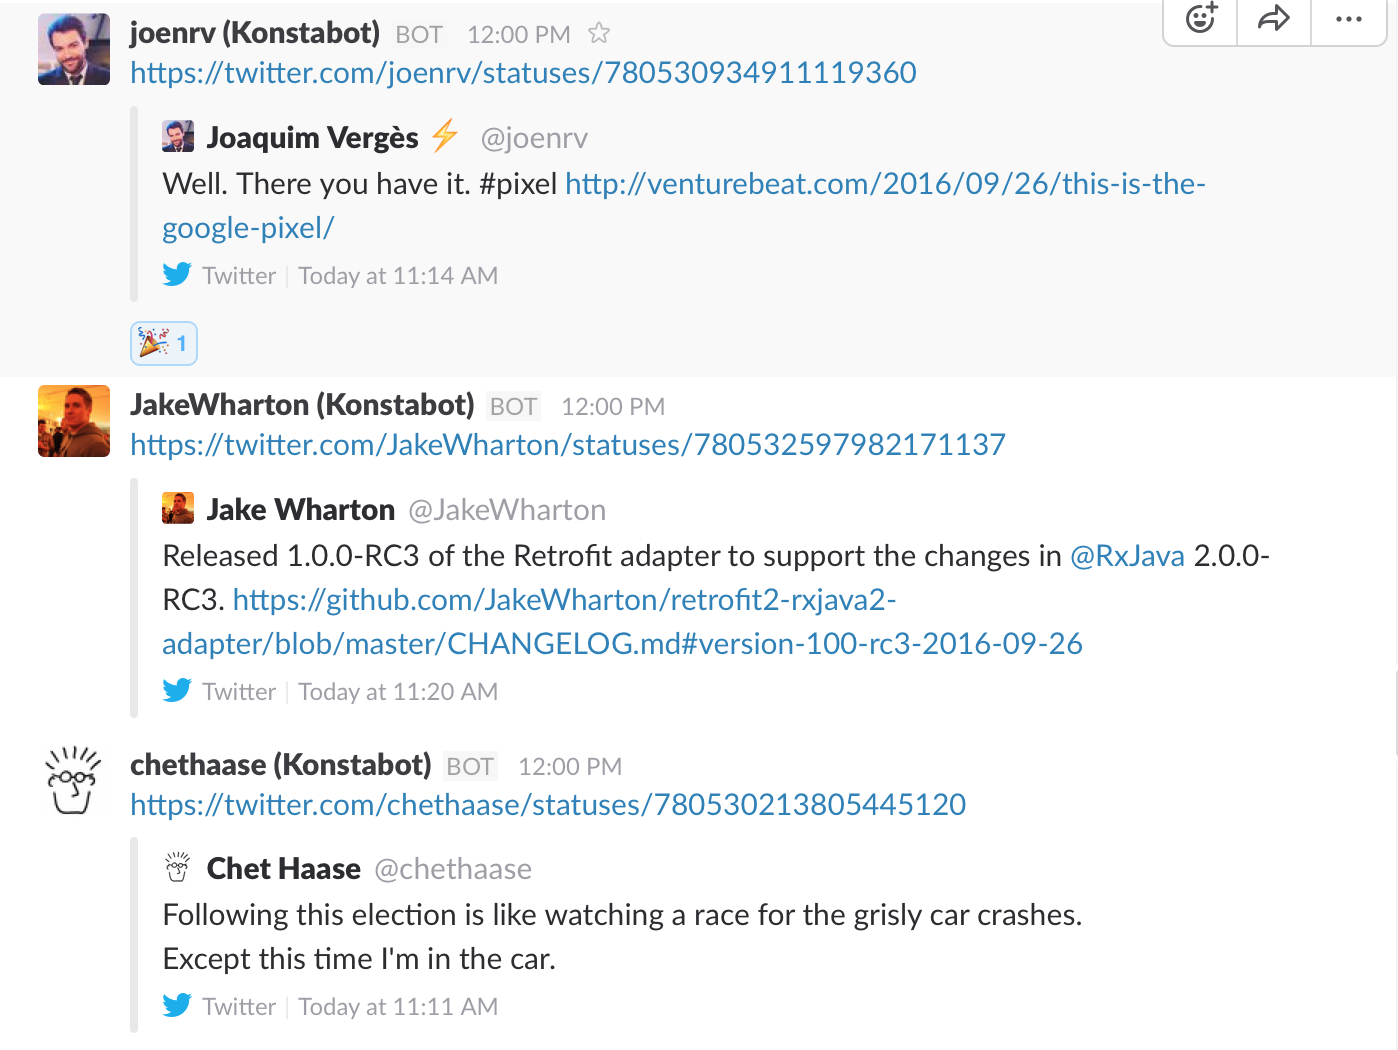 joenrv (Konstabot) BOT 12:00 PM
https://twitter.com/joenrv/statuses/780530934911119360
Joaquim Vergès ⚡ @joenrv
Well. There you have it. #pixel http://venturebeat.com/2016/09/26/this-is-the-
google-pixel/
Twitter | Today at 11:14 AM
🎉 1
JakeWharton (Konstabot) BOT 12:00 PM
https://twitter.com/JakeWharton/statuses/780532597982171137
Jake Wharton @JakeWharton
Released 1.0.0-RC3 of the Retrofit adapter to support the changes in @RxJava 2.0.0-
RC3. https://github.com/JakeWharton/retrofit2-rxjava2-
adapter/blob/master/CHANGELOG.md#version-100-rc3-2016-09-26
Twitter | Today at 11:20 AM
chethaase (Konstabot) BOT 12:00 PM
https://twitter.com/chethaase/statuses/780530213805445120
Chet Haase @chethaase
Following this election is like watching a race for the grisly car crashes.
Except this time I'm in the car.
Twitter | Today at 11:11 AM